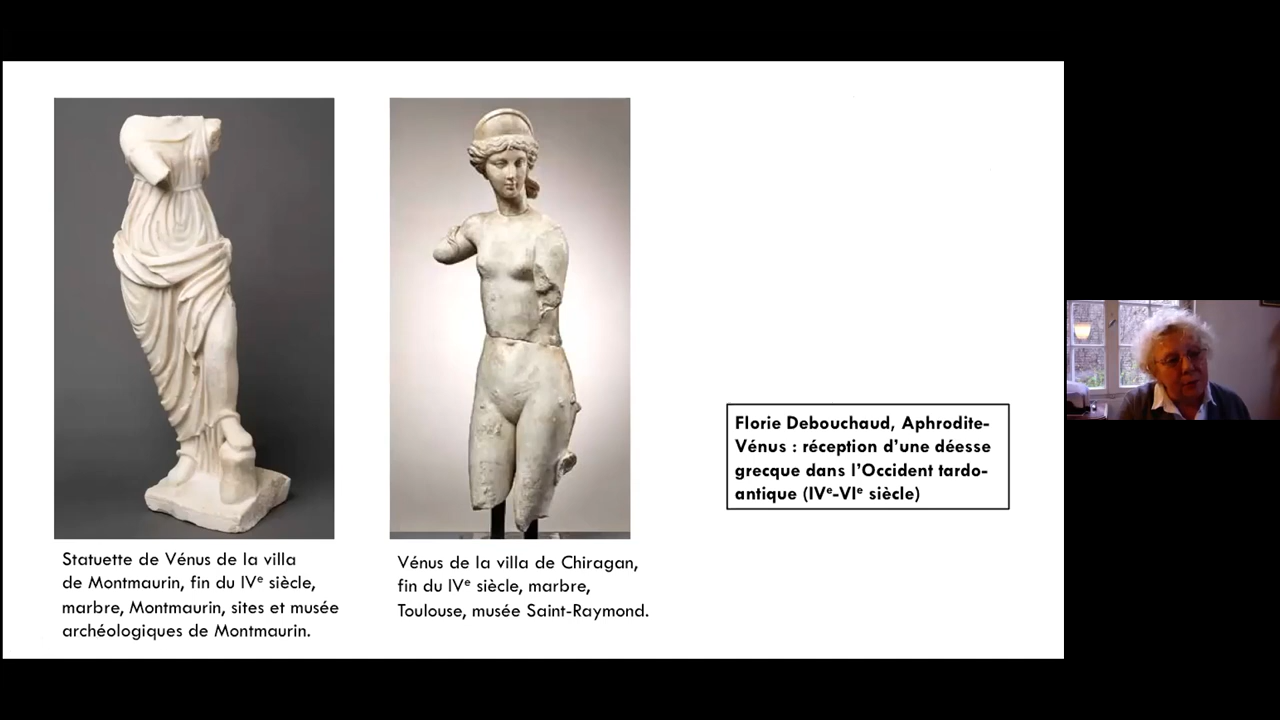 Statuette de Vénus de la villa
de Montmaurin, fin du IVᵉ siècle,
marbre, Montmaurin, sites et musée
archéologiques de Montmaurin.
Vénus de la villa de Chiragan,
fin du IVᵉ siècle, marbre,
Toulouse, musée Saint-Raymond.
Florie Debouchaud, Aphrodite-
Vénus : réception d’une déesse
grecque dans l’Occident tardo-
antique (IVᵉ-VIᵉ siècle)